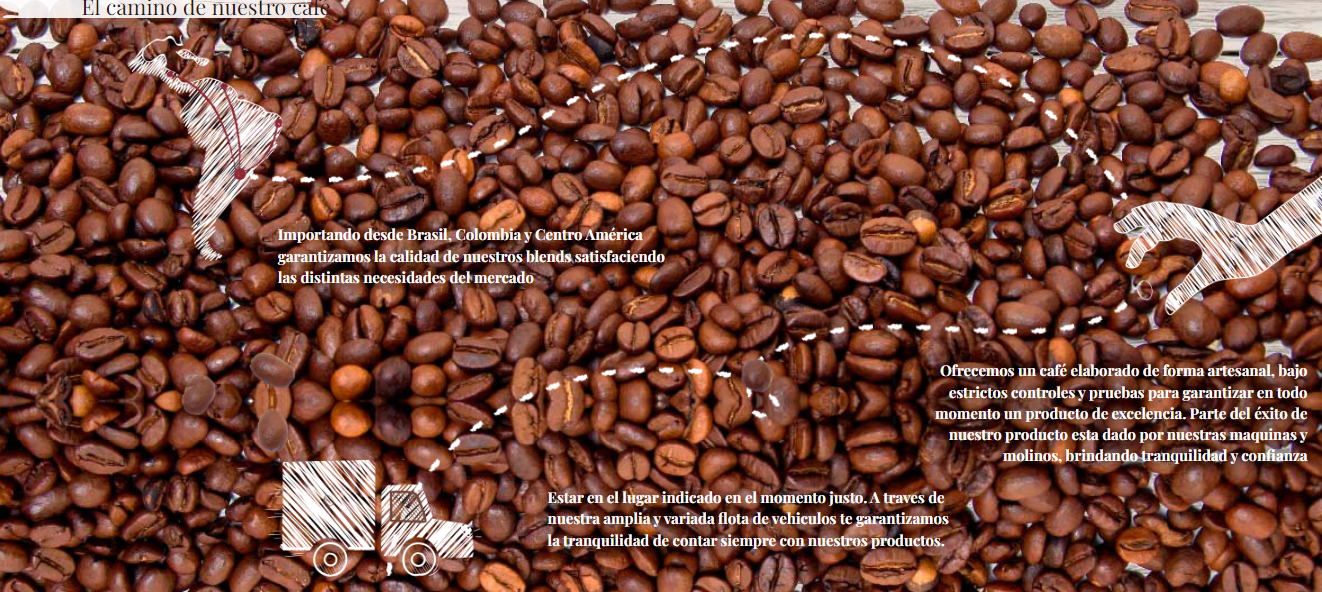 El camino de nuestro café
Importando desde Brasil, Colombia y Centro América
garantizamos la calidad de nuestros blends satisfaciendo
las distintas necesidades del mercado
Ofrecemos un café elaborado de forma artesanal, bajo
estrictos controles y pruebas para garantizar en todo
momento un producto de excelencia. Parte del éxito de
nuestro producto esta dado por nuestras maquinas y
molinos, brindando tranquilidad y confianza
Estar en el lugar indicado en el momento justo. A traves de
nuestra amplia y variada flota de vehiculos te garantizamos
la tranquilidad de contar siempre con nuestros productos.